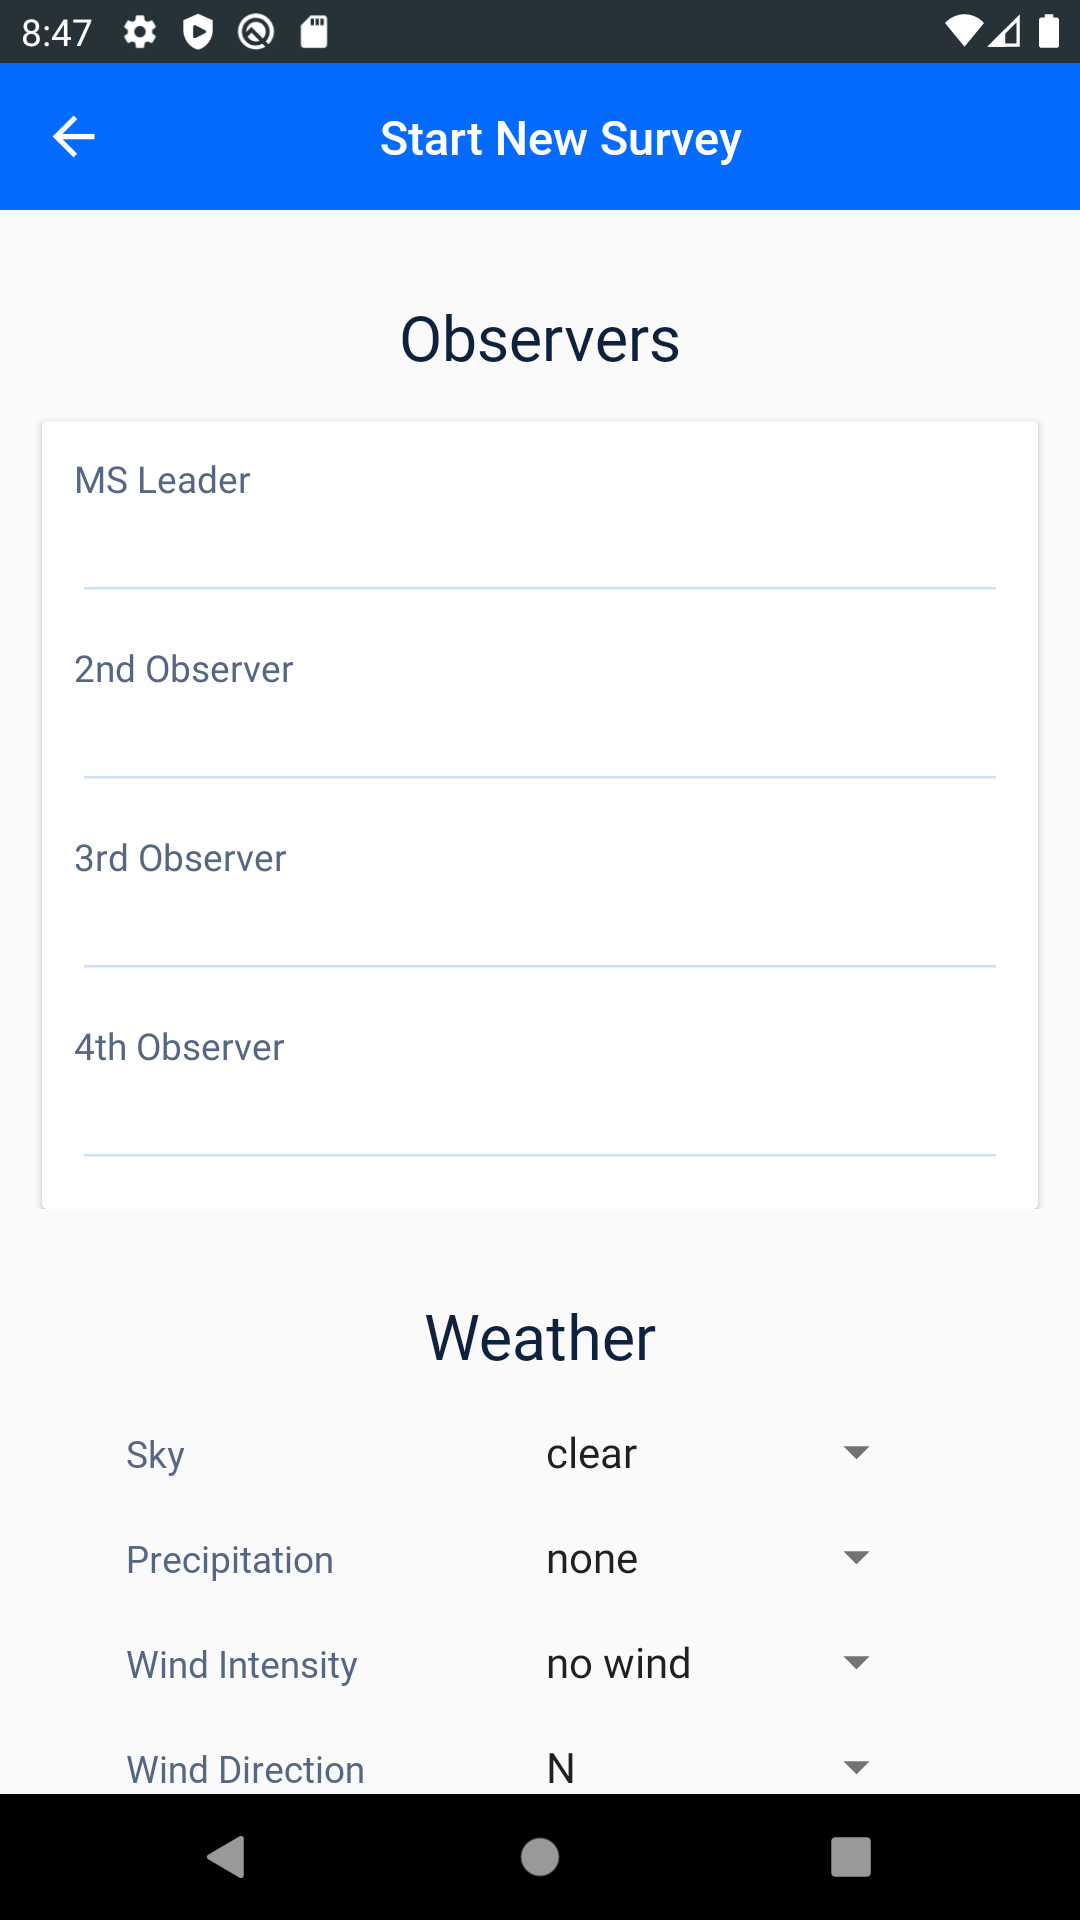 8:47
Start New Survey
Observers
MS Leader
2nd Observer
3rd Observer
4th Observer
Weather
Sky clear
Precipitation none
Wind Intensity no wind
Wind Direction N